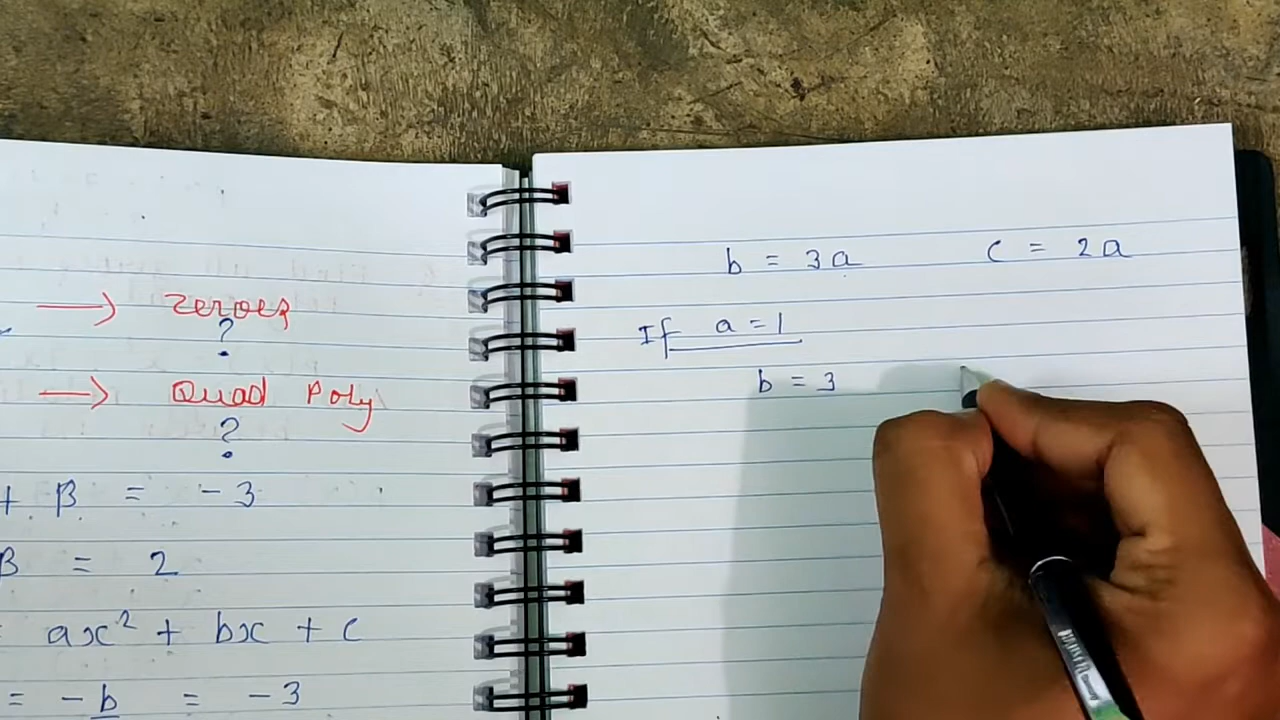 → zeroes
?
→ Quad Poly
?
+ β = -3
β = 2
= ax² + bx + c
= -b = -3
b = 3a c = 2a
If a = 1
b = 3